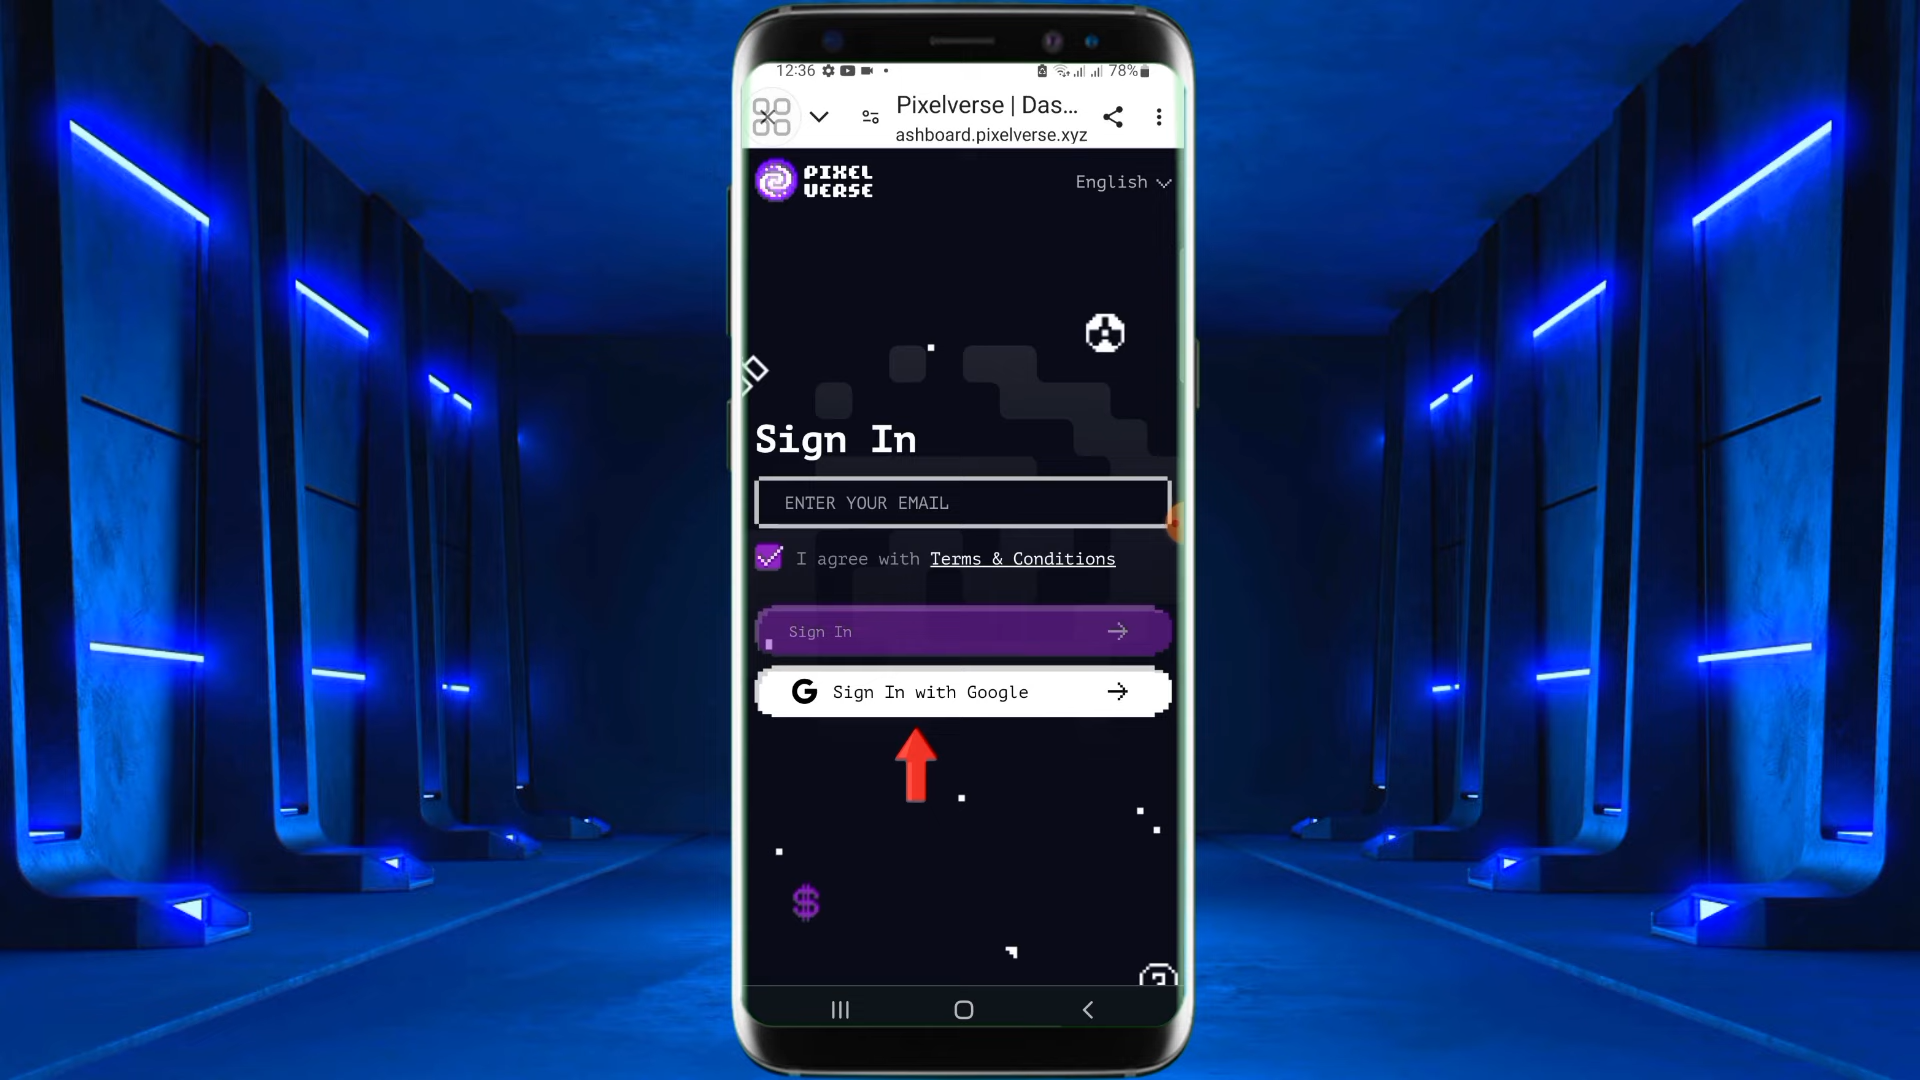 12:36
78%
Pixelverse | Das...
ashboard.pixelverse.xyz
PIXEL
VERSE
English
Sign In
ENTER YOUR EMAIL
I agree with Terms & Conditions
Sign In
G Sign In with Google
$